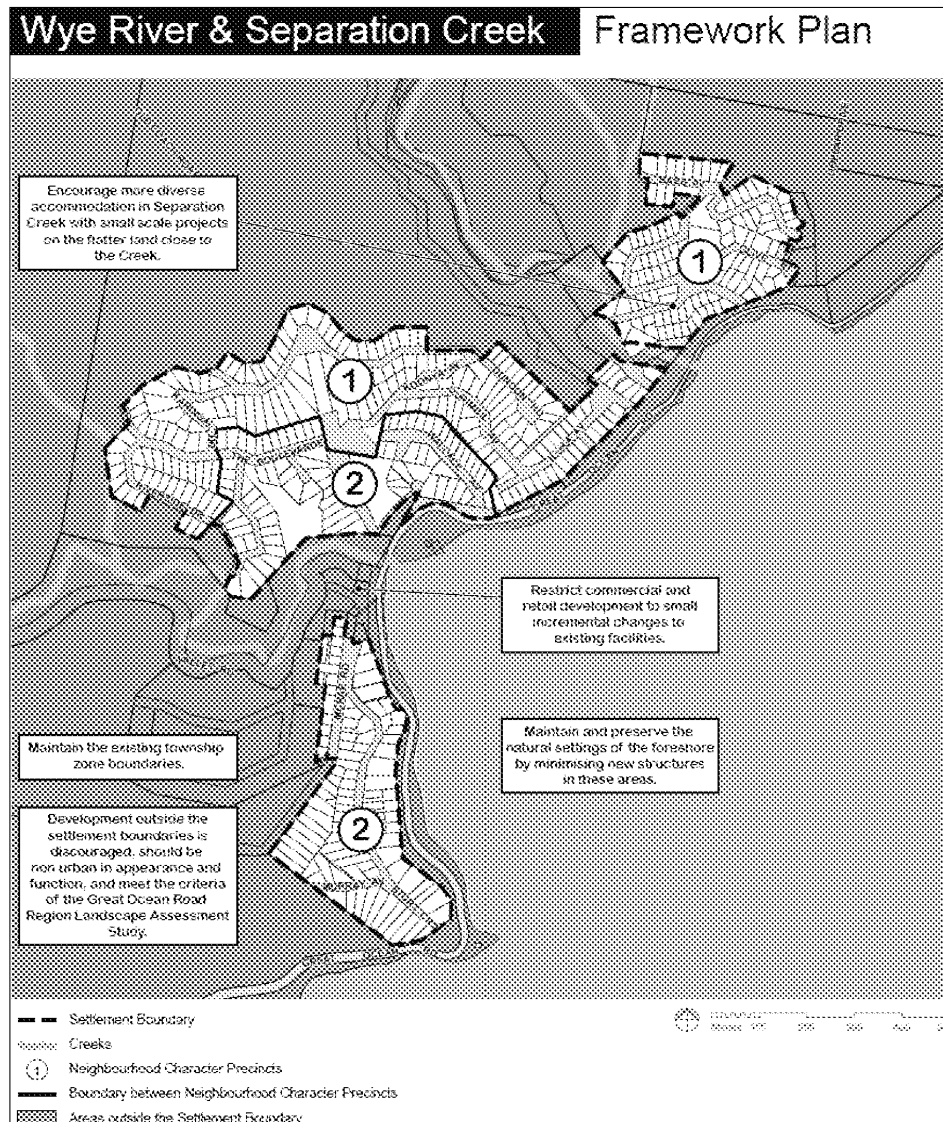 Wye River & Separation Creek Framework Plan
Encourage more diverse
accommodation in Separation
Creek with small scale projects
on the flatter land close to
the Creek.
1
1
2
Restrict commercial and
retail development to small
incremental changes to
existing facilities.
Maintain the existing township
zone boundaries.
Maintain and preserve the
natural settings of the foreshore
by minimising new structures
in these areas.
Development outside the
settlement boundaries is
discouraged, should be
non urban in appearance and
function, and meet the criteria
of the Great Ocean Road
Region Landscape Assessment
Study.
2
Settlement Boundary
Creeks
1 Neighbourhood Character Precincts
Boundary between Neighbourhood Character Precincts
Areas outside the Settlement Boundary